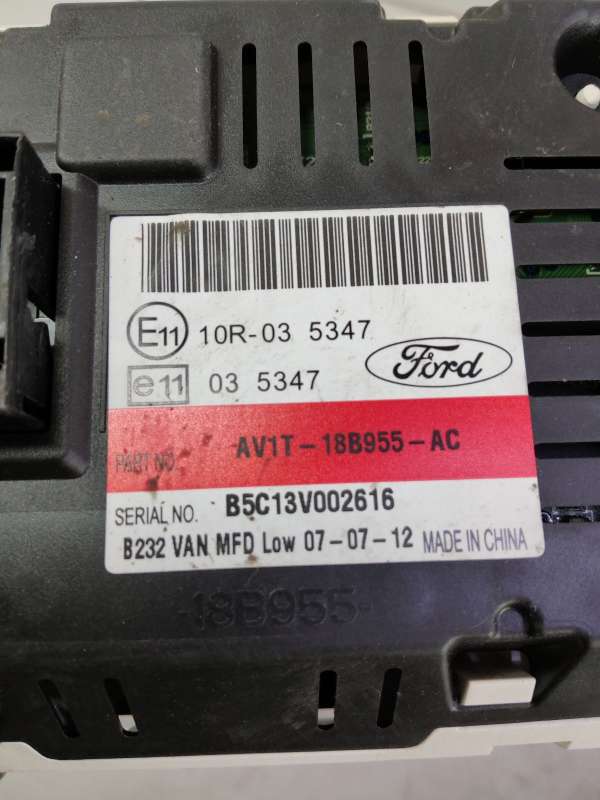 E11 10R-03 5347
Ford
e11 03 5347
PART NO. AV1T-18B955-AC
SERIAL NO. B5C13V002616
B232 VAN MFD Low 07-07-12 MADE IN CHINA
-18B955-